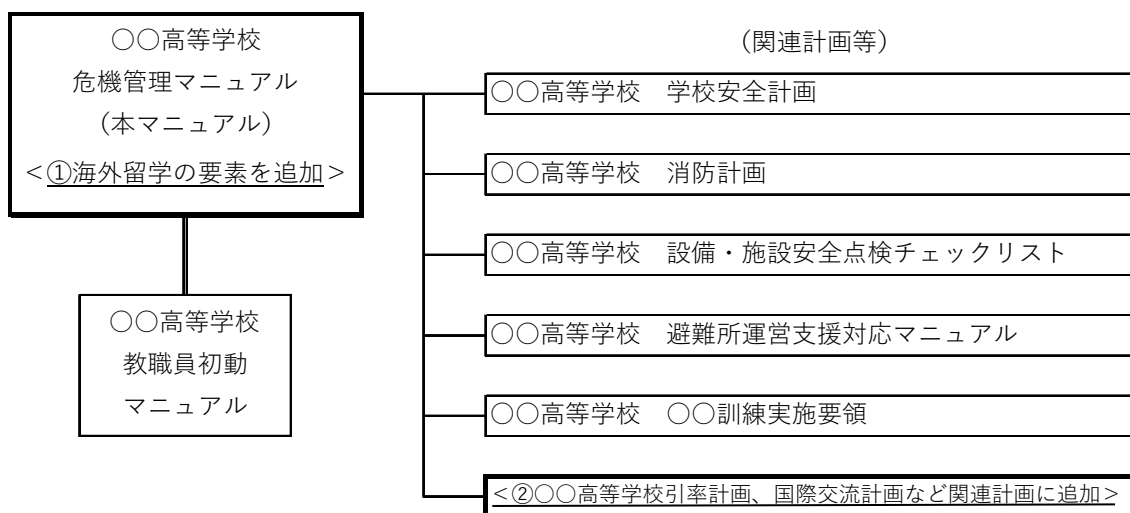 ○○高等学校
危機管理マニュアル
（本マニュアル）
<①海外留学の要素を追加>
○○高等学校
教職員初動
マニュアル
（関連計画等）
○○高等学校　学校安全計画
○○高等学校　消防計画
○○高等学校　設備・施設安全点検チェックリスト
○○高等学校　避難所運営支援対応マニュアル
○○高等学校　○○訓練実施要領
<②○○高等学校引率計画、国際交流計画など関連計画に追加>